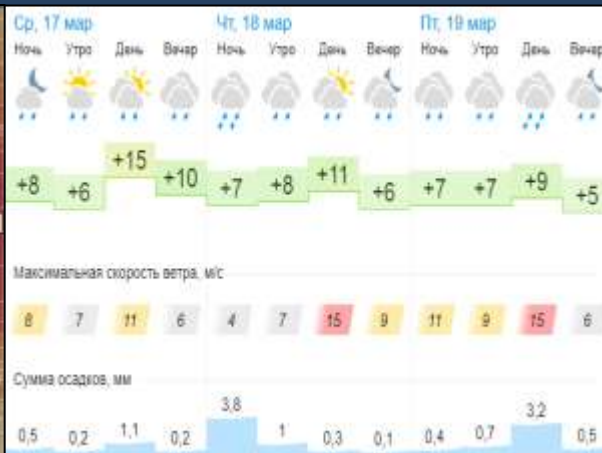 Ср, 17 мар Чт, 18 мар Пт, 19 мар
Ночь Утро День Вечер Ночь Утро День Вечер Ночь Утро День Вечер
+8 +6 +15 +10 +7 +8 +11 +6 +7 +7 +9 +5
Максимальная скорость ветра, м/с
8 7 11 6 4 7 15 9 11 9 15 6
Сумма осадков, мм
0,5 0,2 1,1 0,2 3,8 1 0,3 0,1 0,4 0,7 3,2 0,5